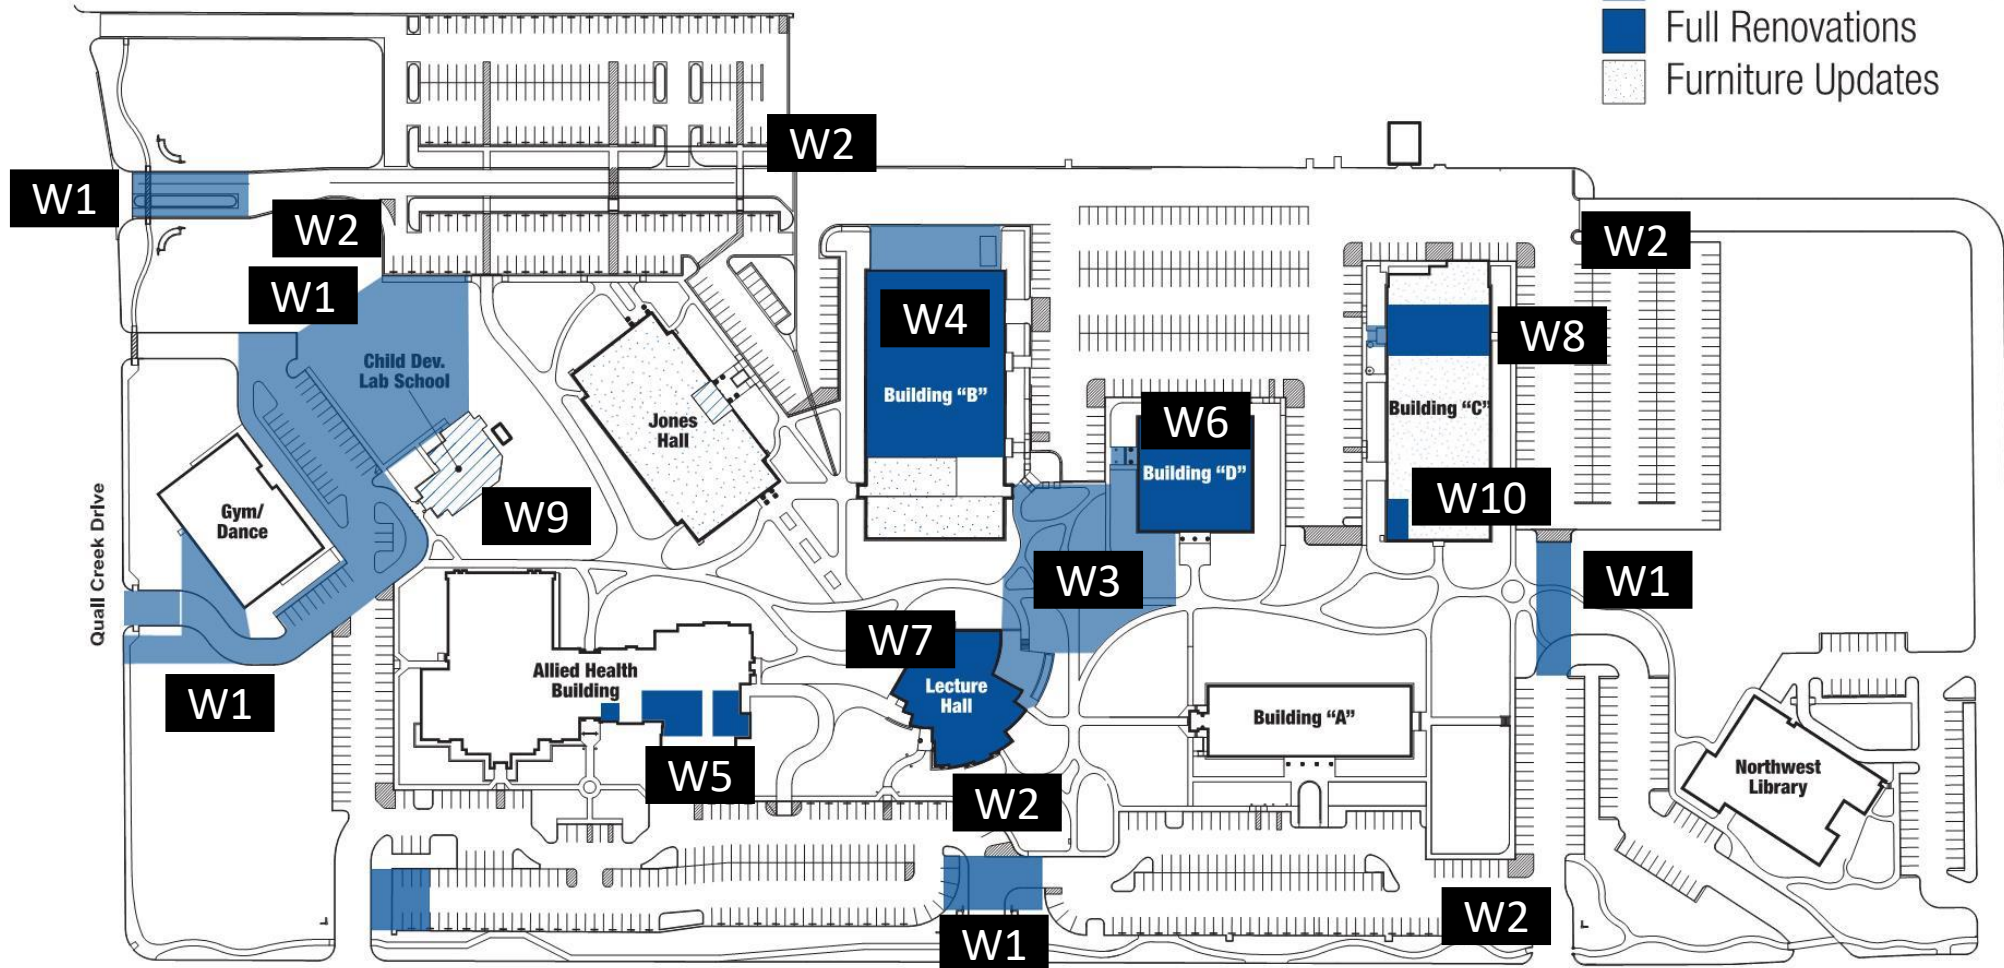 Full Renovations
Furniture Updates
W2
W1
W2
W2
W1
W4
W8
Child Dev.
Lab School
Building “B”
Building “C”
Jones
Hall
W6
Building “D”
W10
W9
Gym/
Dance
Quail Creek Drive
W3
W1
W7
Allied Health
Building
Lecture
Hall
W1
Building “A”
W5
W2
Northwest
Library
W2
W1